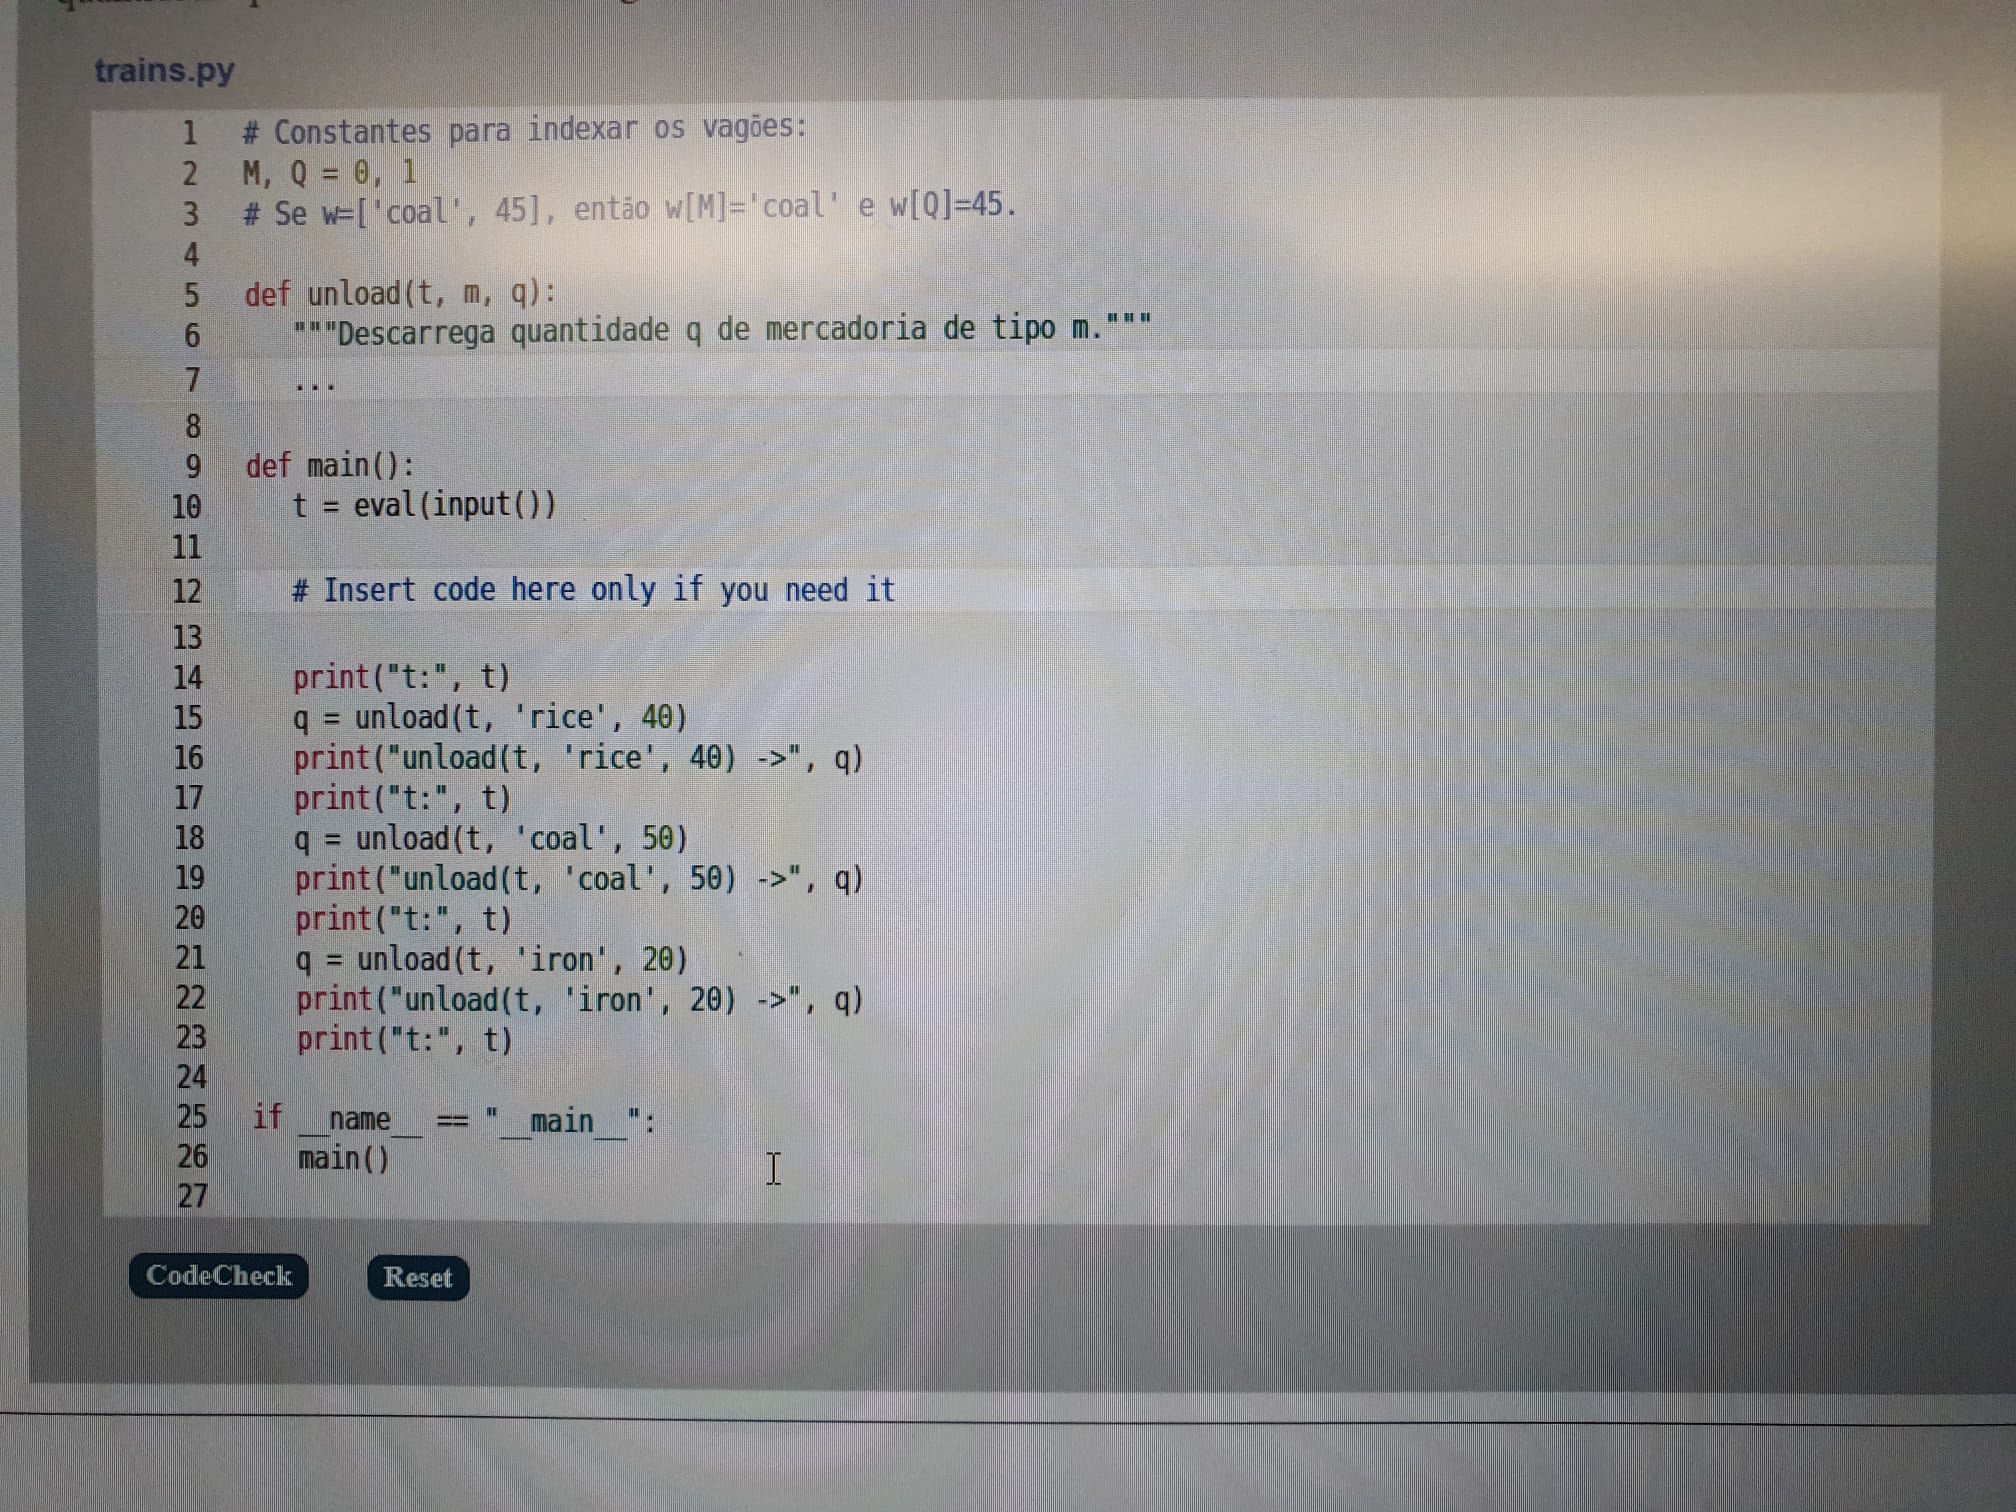 trains.py
1 # Constantes para indexar os vagões:
2 M, Q = 0, 1
3 # Se w=['coal', 45], então w[M]='coal' e w[Q]=45.
4
5 def unload(t, m, q):
6    """Descarrega quantidade q de mercadoria de tipo m."""
7    ...
8
9 def main():
10    t = eval(input())
11
12    # Insert code here only if you need it
13
14    print("t:", t)
15    q = unload(t, 'rice', 40)
16    print("unload(t, 'rice', 40) ->", q)
17    print("t:", t)
18    q = unload(t, 'coal', 50)
19    print("unload(t, 'coal', 50) ->", q)
20    print("t:", t)
21    q = unload(t, 'iron', 20)
22    print("unload(t, 'iron', 20) ->", q)
23    print("t:", t)
24
25 if __name__ == "__main__":
26    main()
27
CodeCheck Reset